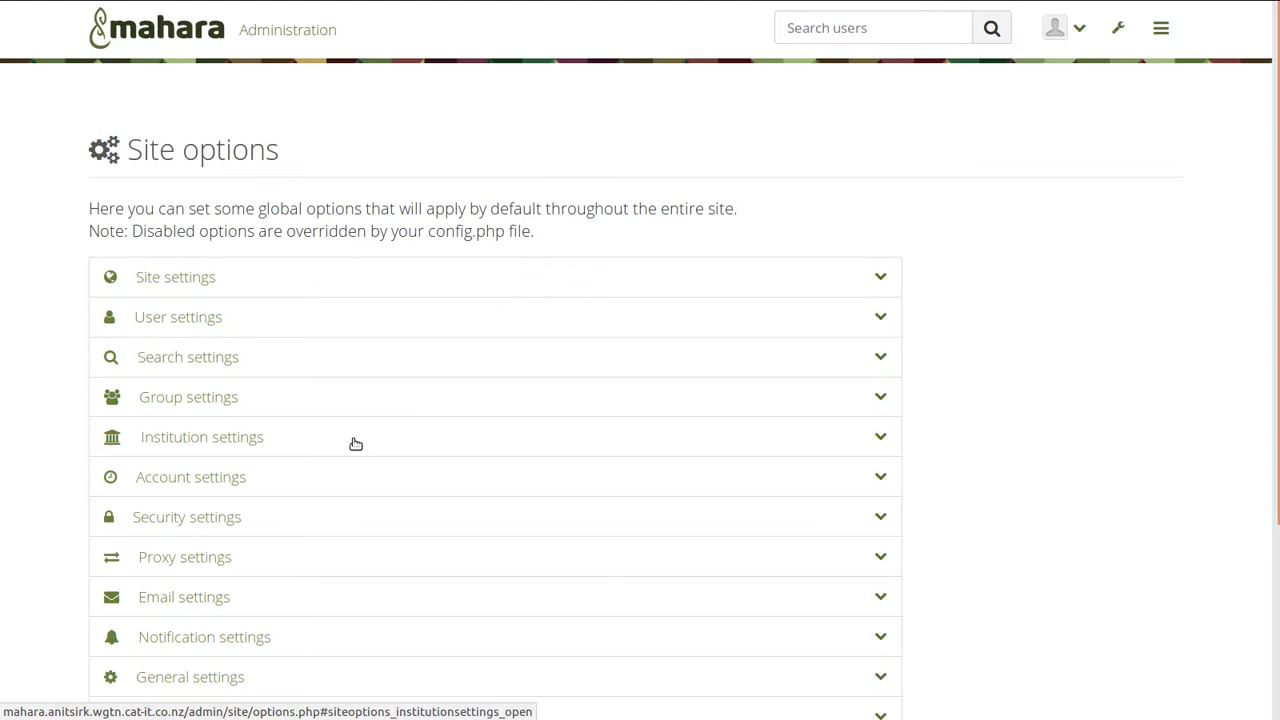 mahara Administration
Search users
Site options
Here you can set some global options that will apply by default throughout the entire site.
Note: Disabled options are overridden by your config.php file.
Site settings
User settings
Search settings
Group settings
Institution settings
Account settings
Security settings
Proxy settings
Email settings
Notification settings
General settings
mahara.anitsirk.wgtn.cat-it.co.nz/admin/site/options.php#siteoptions_institutionsettings_open